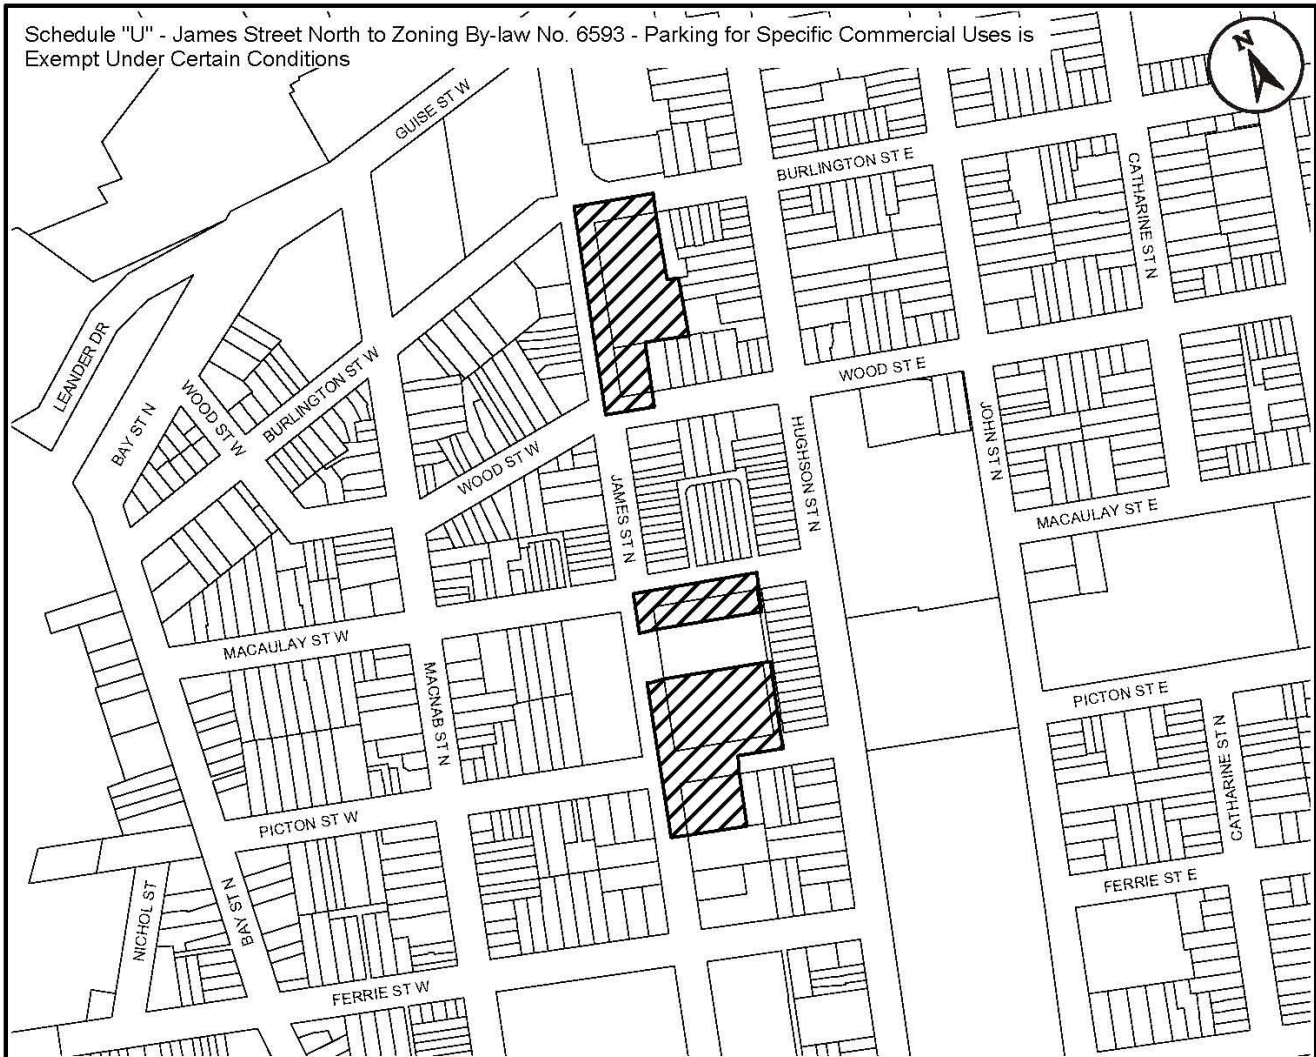 Schedule "U" - James Street North to Zoning By-law No. 6593 - Parking for Specific Commercial Uses is
Exempt Under Certain Conditions
N
GUISE ST W
BURLINGTON ST E
CATHARINE ST N
LEANDER DR
BAY ST N
WOOD ST W
BURLINGTON ST W
WOOD ST E
WOOD ST W
JAMES ST N
HUGHSON ST N
JOHN ST N
MACAULAY ST E
MACAULAY ST W
MACNAB ST N
PICTON ST E
CATHARINE ST N
PICTON ST W
NICHOL ST
BAY ST N
FERRIE ST E
FERRIE ST W